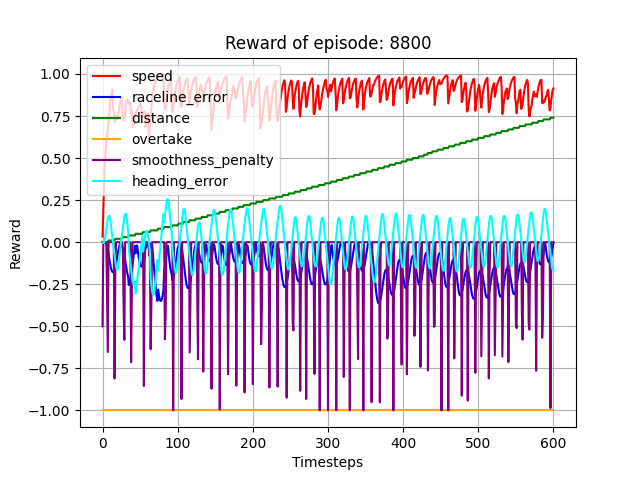 Reward of episode: 8800
1.00
0.75
0.50
0.25
0.00
−0.25
−0.50
−0.75
−1.00
Reward
speed
raceline_error
distance
overtake
smoothness_penalty
heading_error
0 100 200 300 400 500 600
Timesteps